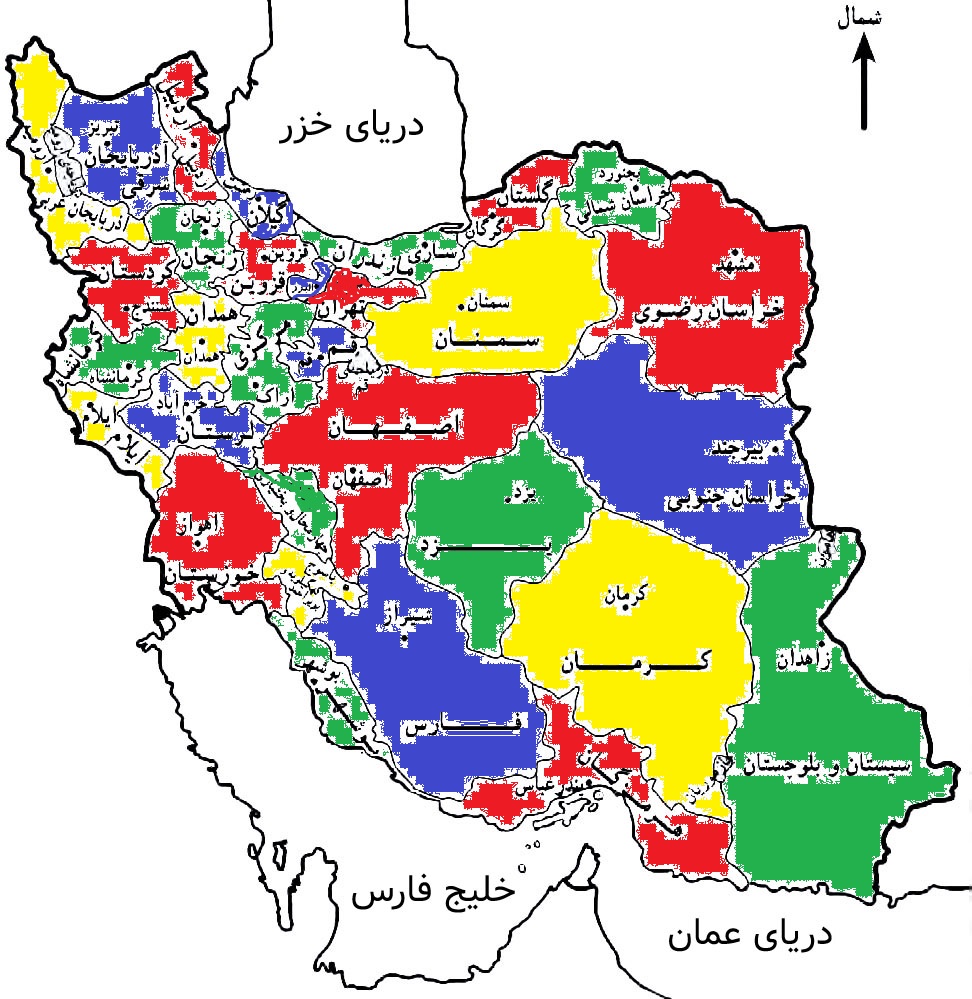 شمال
دریای خزر
تبریز
آذربایجان
شرقی
گیلان
گلستان
گرگان
بجنورد
خراسان شمالی
آذربایجان غربی
زنجان
زنجان
قزوین
قزوین
ساری
مازندران
مشهد
خراسان رضوی
کردستان
سنندج
تهران
سمنان
سمنان
همدان
همدان
مرکزی
اراک
قم
قم
کرمانشاه
کرمانشاه
ایلام
ایلام
خرم آباد
لرستان
اصفهان
اصفهان
بیرجند
خراسان جنوبی
یزد
یزد
اهواز
خوزستان
شیراز
فارس
کرمان
کرمان
بوشهر
بوشهر
زاهدان
سیستان و بلوچستان
بندرعباس
هرمزگان
خلیج فارس
دریای عمان